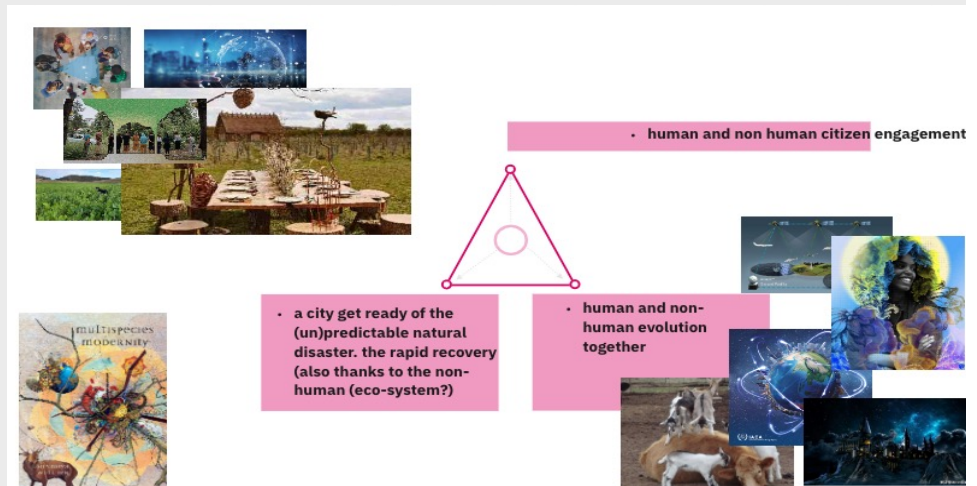 • human and non human citizen engagement
• a city get ready of the
(un)predictable natural
disaster. the rapid recovery
(also thanks to the non-
human (eco-system?)
• human and non-
human evolution
together
multispecies
modernity
IAEA